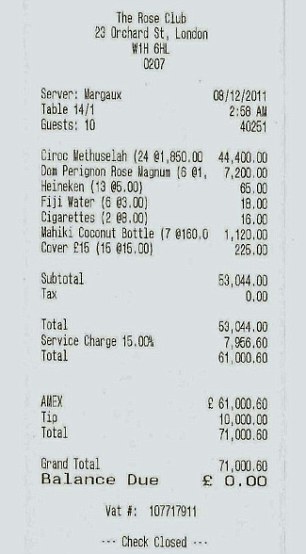 The Rose Club
23 Orchard St, London
W1H 6HL
0207
Server: Margaux 08/12/2011
Table 14/1 2:58 AM
Guests: 10 40251
Ciroc Methuselah (24 @1,850.00 44,400.00
Dom Perignon Rose Magnum (6 @1, 7,200.00
Heineken (13 @5.00) 65.00
Fiji Water (6 @3.00) 18.00
Cigarettes (2 @8.00) 16.00
Mahiki Coconut Bottle (7 @160.0 1,120.00
Cover £15 (15 @15.00) 225.00
Subtotal 53,044.00
Tax 0.00
Total 53,044.00
Service Charge 15.00% 7,956.60
Total 61,000.60
AMEX £ 61,000.60
Tip 10,000.00
Total 71,000.60
Grand Total 71,000.60
Balance Due £ 0.00
Vat #: 107717911
--- Check Closed ---